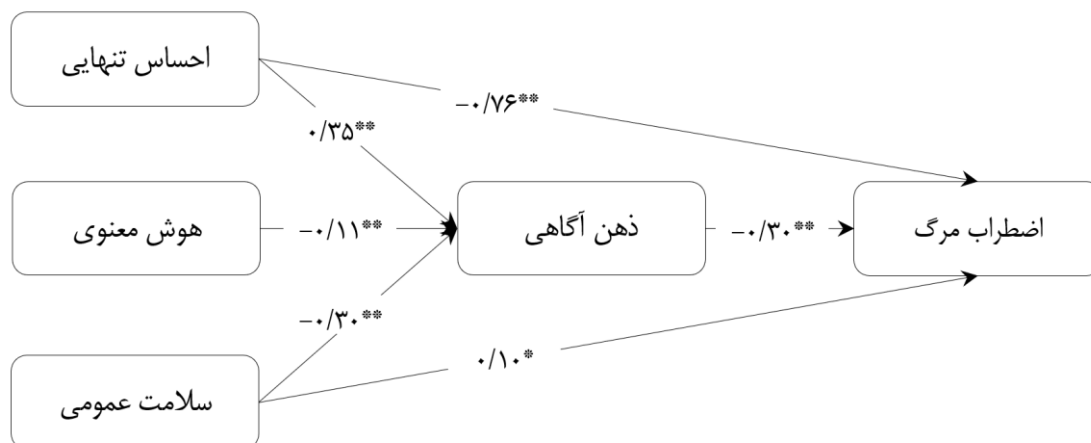 احساس تنهایی
-۰/۷۶**
۰/۳۵**
هوش معنوی
-۰/۱۱**
ذهن آگاهی
-۰/۳۰**
اضطراب مرگ
-۰/۳۰**
۰/۱۰*
سلامت عمومی